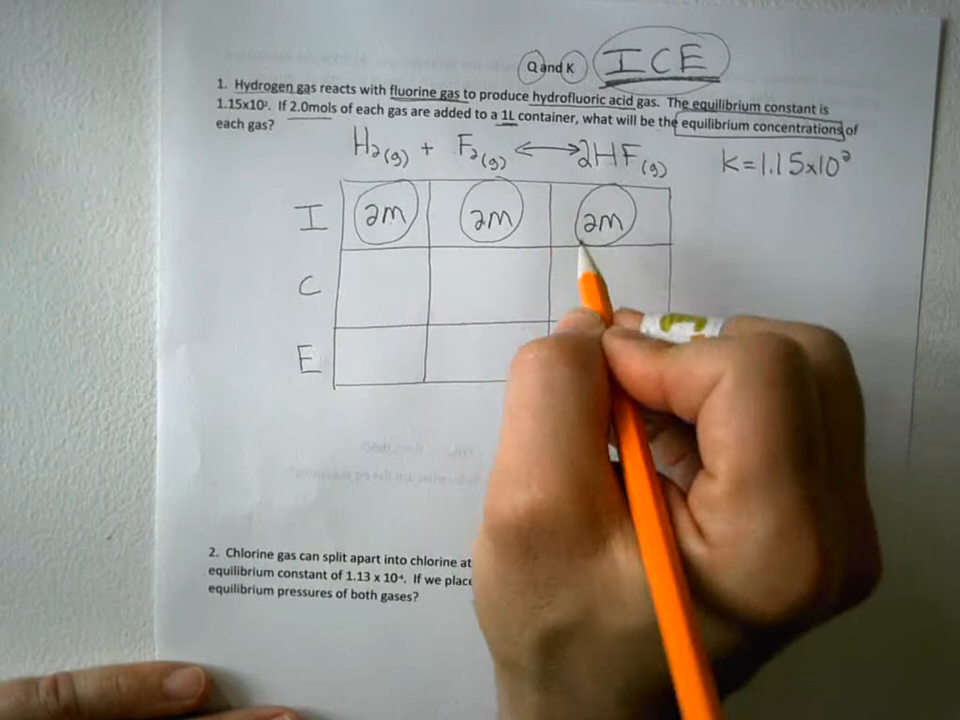 Q and K ICE
1. Hydrogen gas reacts with fluorine gas to produce hydrofluoric acid gas. The equilibrium constant is
1.15x10². If 2.0mols of each gas are added to a 1L container, what will be the equilibrium concentrations of
each gas?
H₂(g) + F₂(g) ⟷ 2HF(g) K=1.15x10²
I 2M 2M 2M
C
E
2. Chlorine gas can split apart into chlorine at
equilibrium constant of 1.13 x 10⁻⁴. If we place
equilibrium pressures of both gases?